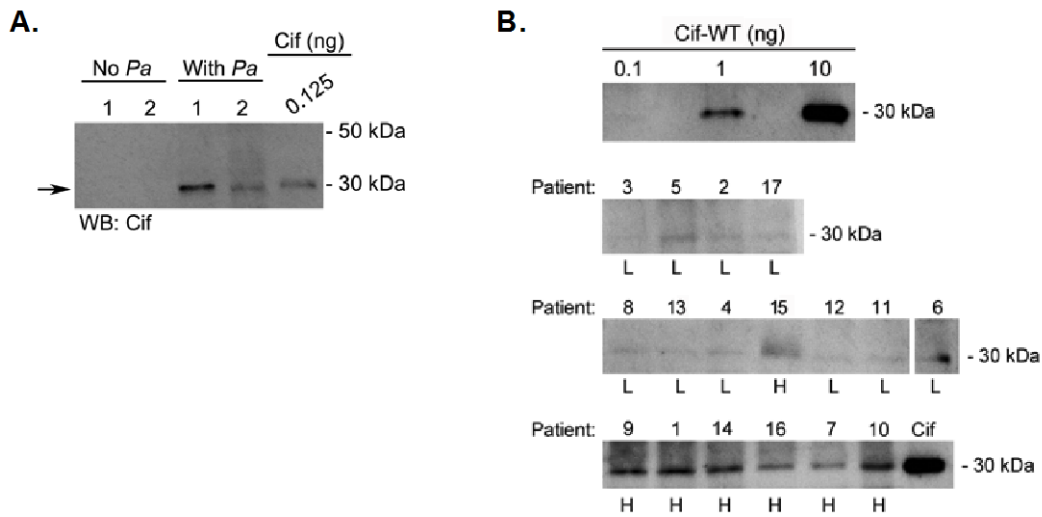 A.
Cif (ng)
No Pa With Pa
1 2 1 2 0.125
- 50 kDa
- 30 kDa
WB: Cif
B.
Cif-WT (ng)
0.1 1 10
- 30 kDa
Patient: 3 5 2 17
- 30 kDa
L L L L
Patient: 8 13 4 15 12 11 6
- 30 kDa
L L L H L L L
Patient: 9 1 14 16 7 10 Cif
- 30 kDa
H H H H H H